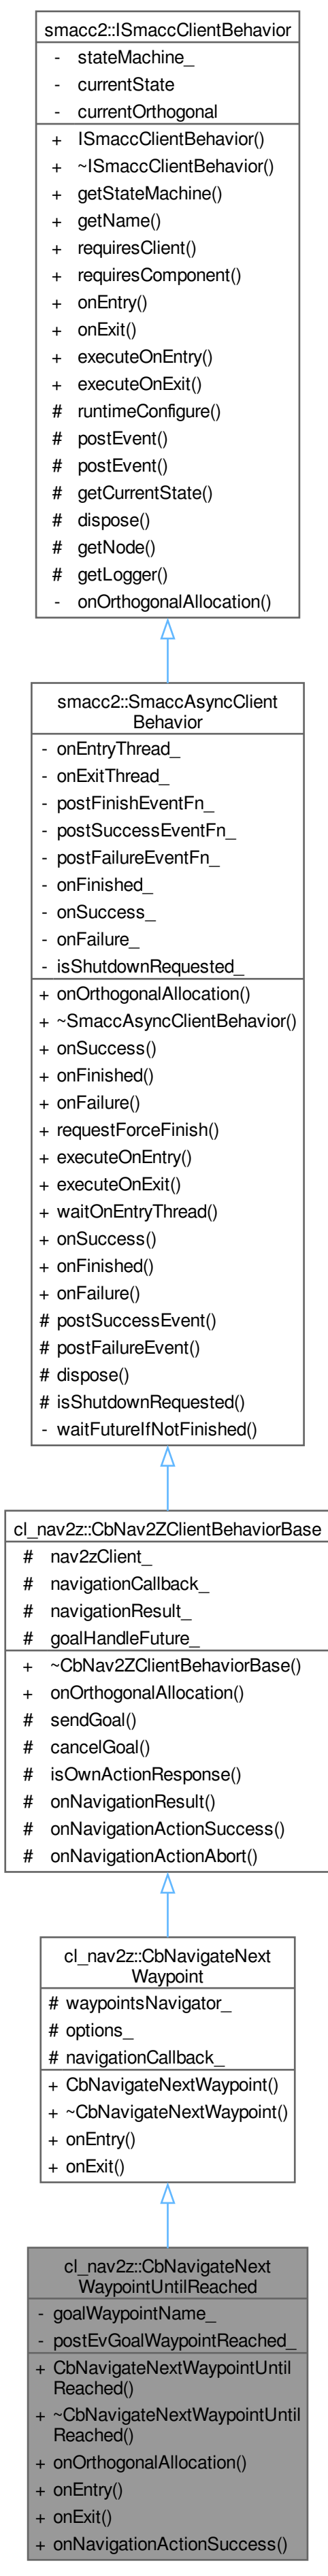 smacc2::ISmaccClientBehavior
- stateMachine_
- currentState
- currentOrthogonal
+ ISmaccClientBehavior()
+ ~ISmaccClientBehavior()
+ getStateMachine()
+ getName()
+ requiresClient()
+ requiresComponent()
+ onEntry()
+ onExit()
+ executeOnEntry()
+ executeOnExit()
# runtimeConfigure()
# postEvent()
# postEvent()
# getCurrentState()
# dispose()
# getNode()
# getLogger()
- onOrthogonalAllocation()
smacc2::SmaccAsyncClient
Behavior
- onEntryThread_
- onExitThread_
- postFinishEventFn_
- postSuccessEventFn_
- postFailureEventFn_
- onFinished_
- onSuccess_
- onFailure_
- isShutdownRequested_
+ onOrthogonalAllocation()
+ ~SmaccAsyncClientBehavior()
+ onSuccess()
+ onFinished()
+ onFailure()
+ requestForceFinish()
+ executeOnEntry()
+ executeOnExit()
+ waitOnEntryThread()
+ onSuccess()
+ onFinished()
+ onFailure()
# postSuccessEvent()
# postFailureEvent()
# dispose()
# isShutdownRequested()
- waitFutureIfNotFinished()
cl_nav2z::CbNav2ZClientBehaviorBase
# nav2zClient_
# navigationCallback_
# navigationResult_
# goalHandleFuture_
+ ~CbNav2ZClientBehaviorBase()
+ onOrthogonalAllocation()
# sendGoal()
# cancelGoal()
# isOwnActionResponse()
# onNavigationResult()
# onNavigationActionSuccess()
# onNavigationActionAbort()
cl_nav2z::CbNavigateNext
Waypoint
# waypointsNavigator_
# options_
# navigationCallback_
+ CbNavigateNextWaypoint()
+ ~CbNavigateNextWaypoint()
+ onEntry()
+ onExit()
cl_nav2z::CbNavigateNext
WaypointUntilReached
- goalWaypointName_
- postEvGoalWaypointReached_
+ CbNavigateNextWaypointUntil
Reached()
+ ~CbNavigateNextWaypointUntil
Reached()
+ onOrthogonalAllocation()
+ onEntry()
+ onExit()
+ onNavigationActionSuccess()